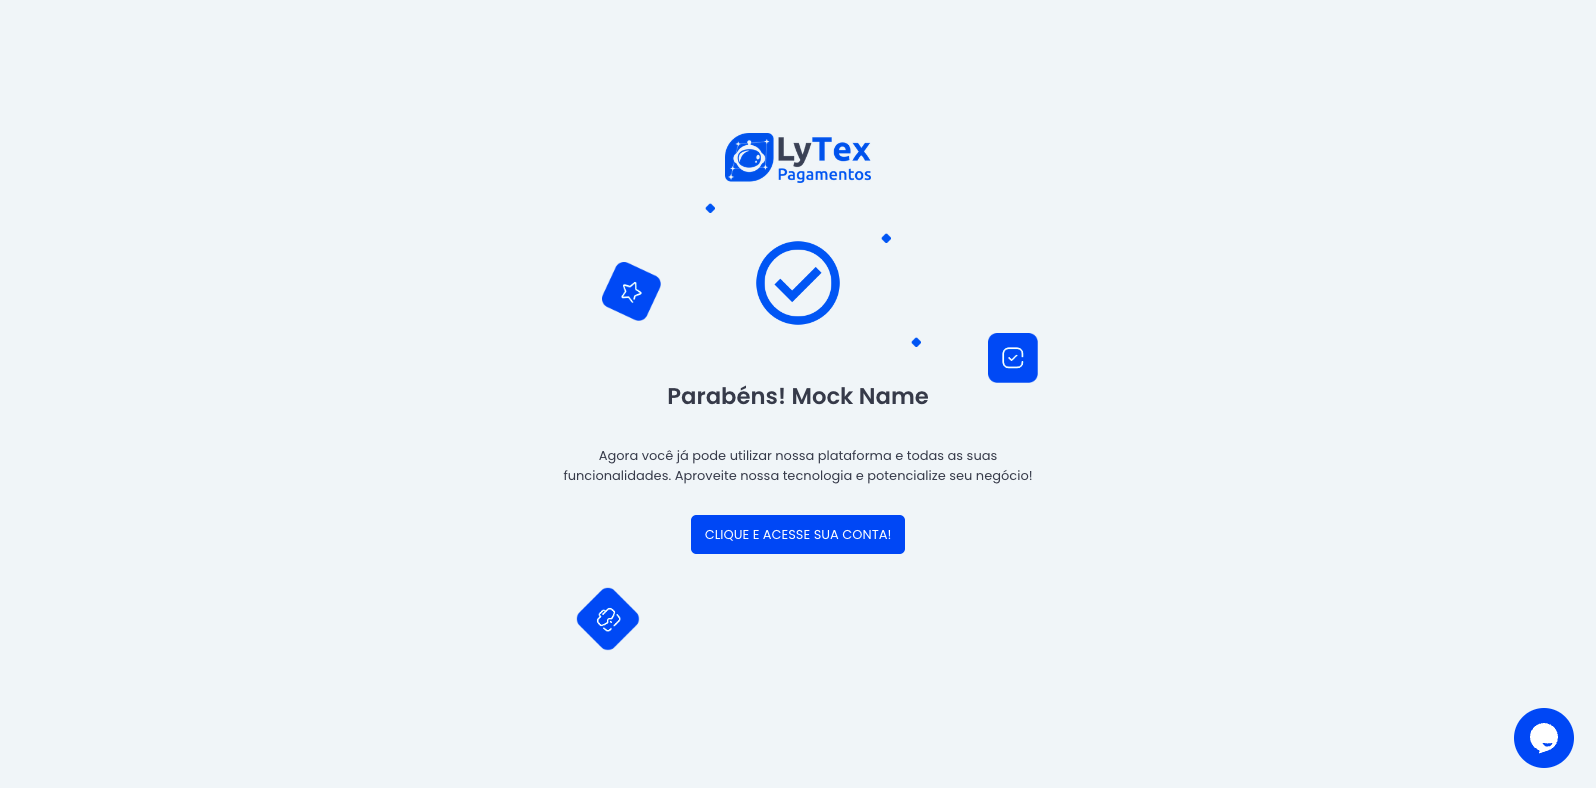 LyTex
Pagamentos
Parabéns! Mock Name
Agora você já pode utilizar nossa plataforma e todas as suas
funcionalidades. Aproveite nossa tecnologia e potencialize seu negócio!
CLIQUE E ACESSE SUA CONTA!